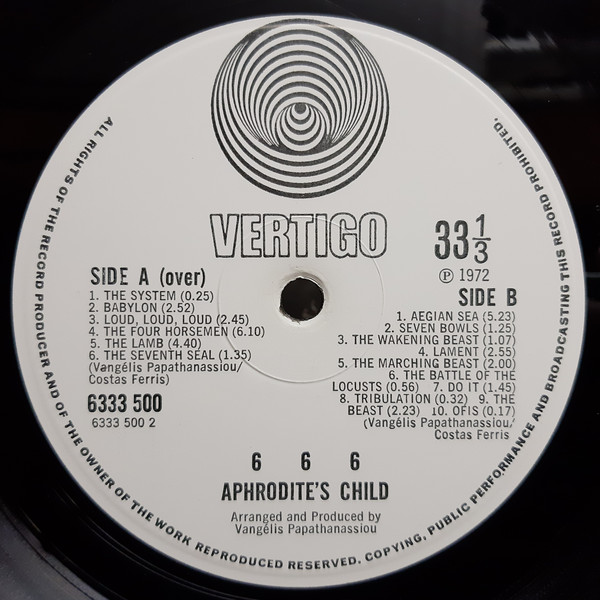 VERTIGO
33 1/3
Ⓟ 1972
SIDE A (over)
1. THE SYSTEM (0.25)
2. BABYLON (2.52)
3. LOUD, LOUD, LOUD (2.45)
4. THE FOUR HORSEMEN (6.10)
5. THE LAMB (4.40)
6. THE SEVENTH SEAL (1.35)
(Vangélis Papathanassiou/
Costas Ferris)
6333 500
6333 500 2
SIDE B
1. AEGIAN SEA (5.23)
2. SEVEN BOWLS (1.25)
3. THE WAKENING BEAST (1.07)
4. LAMENT (2.55)
5. THE MARCHING BEAST (2.00)
6. THE BATTLE OF THE
LOCUSTS (0.56) 7. DO IT (1.45)
8. TRIBULATION (0.32) 9. THE
BEAST (2.23) 10. OFIS (0.17)
(Vangélis Papathanassiou/
Costas Ferris)
6 6 6
APHRODITE'S CHILD
Arranged and Produced by
Vangélis Papathanassiou
ALL RIGHTS OF THE RECORD PRODUCER AND OF THE OWNER OF THE WORK REPRODUCED RESERVED. COPYING, PUBLIC PERFORMANCE AND BROADCASTING THIS RECORD PROHIBITED.